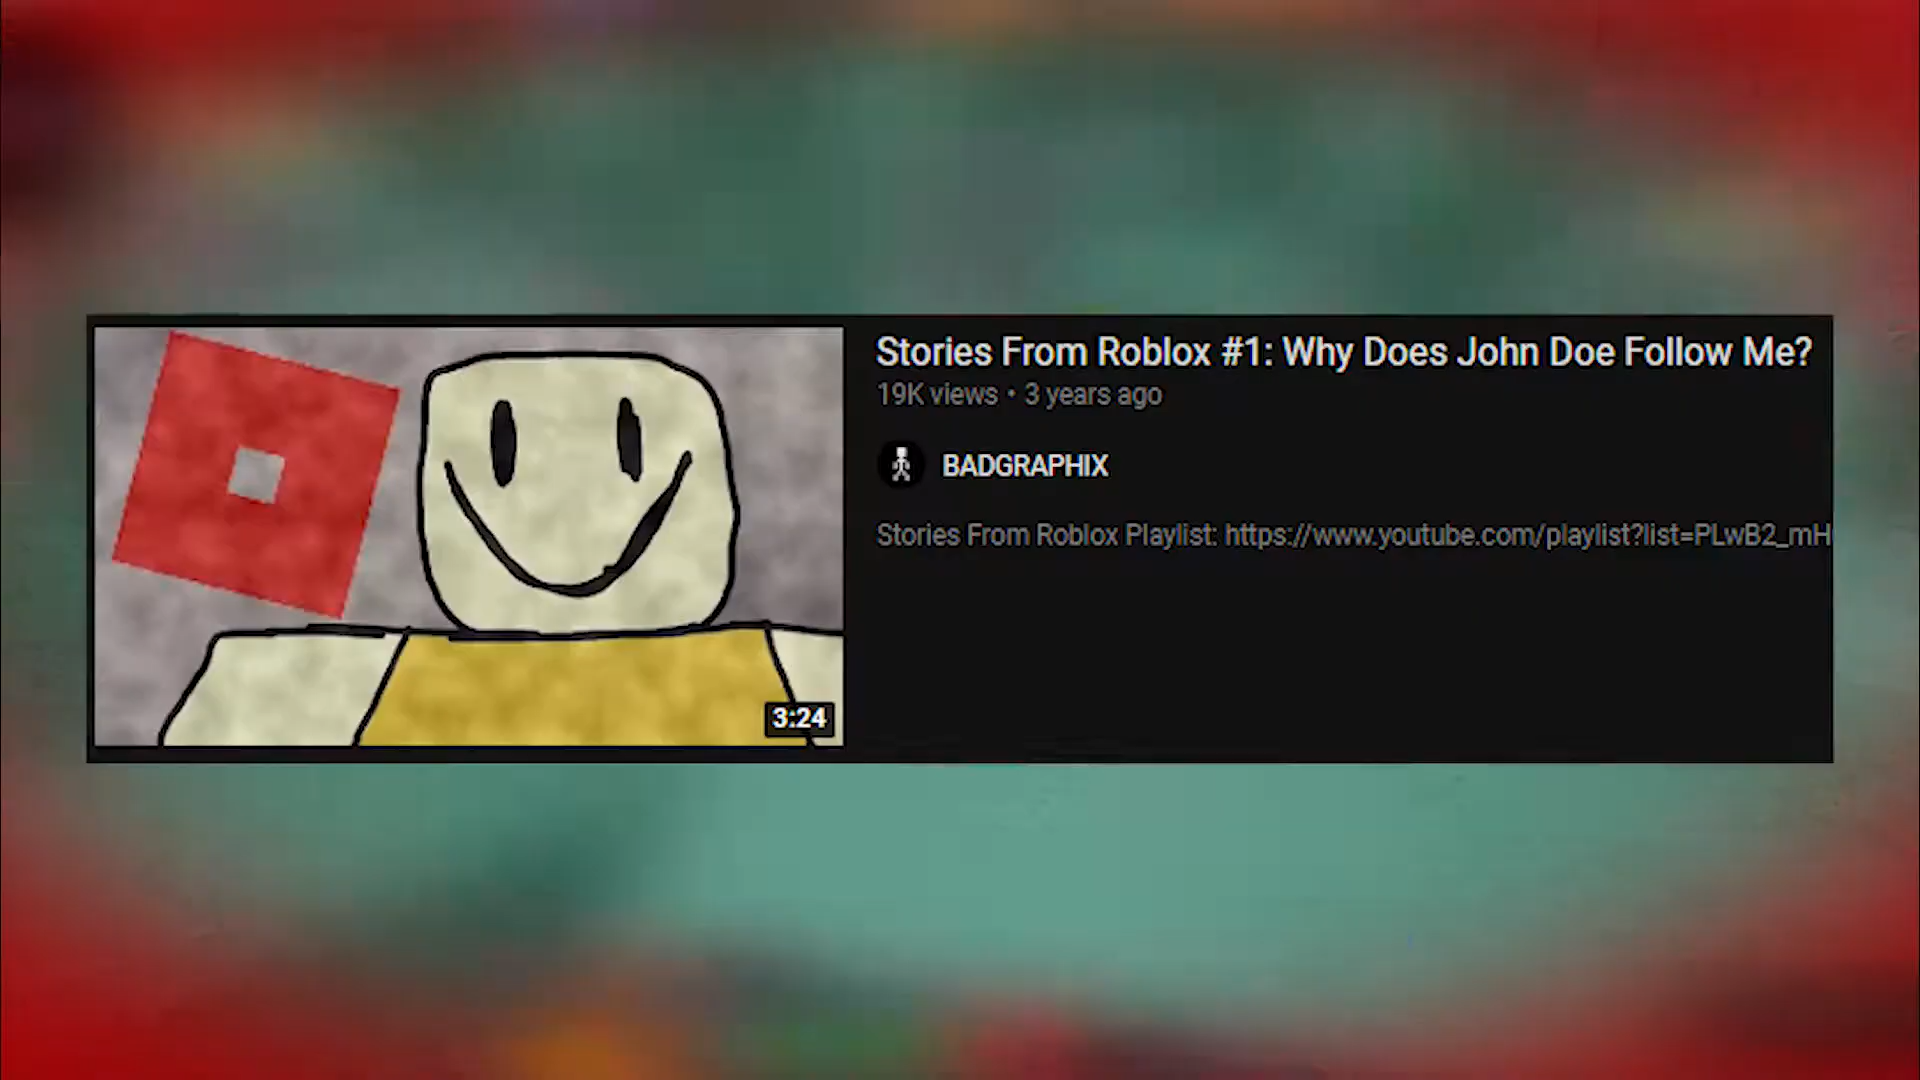 Stories From Roblox #1: Why Does John Doe Follow Me?
19K views • 3 years ago
BADGRAPHIX
Stories From Roblox Playlist: https://www.youtube.com/playlist?list=PLwB2_mH
3:24